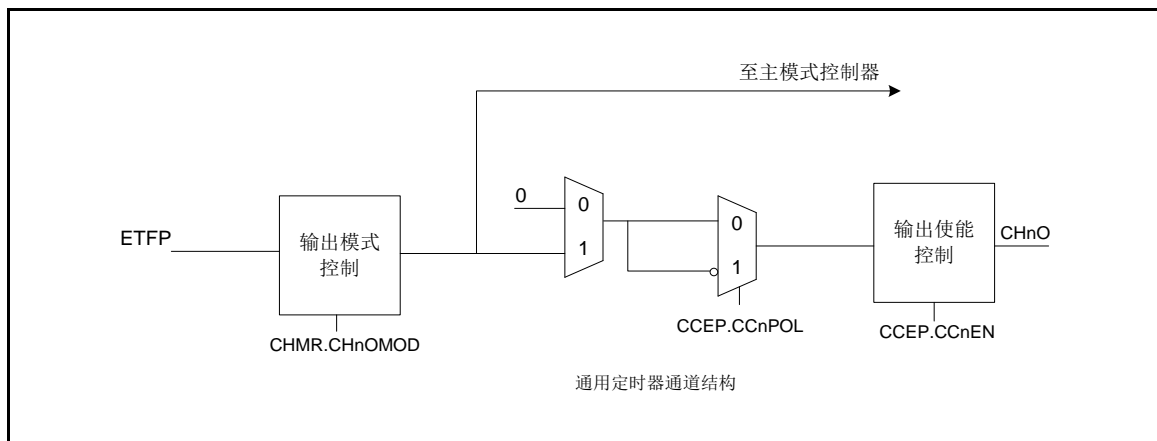 至主模式控制器
0
0
1
0
1
ETFP
输出模式
控制
输出使能
控制
CHnO
CHMR.CHnOMOD
CCEP.CCnPOL
CCEP.CCnEN
通用定时器通道结构